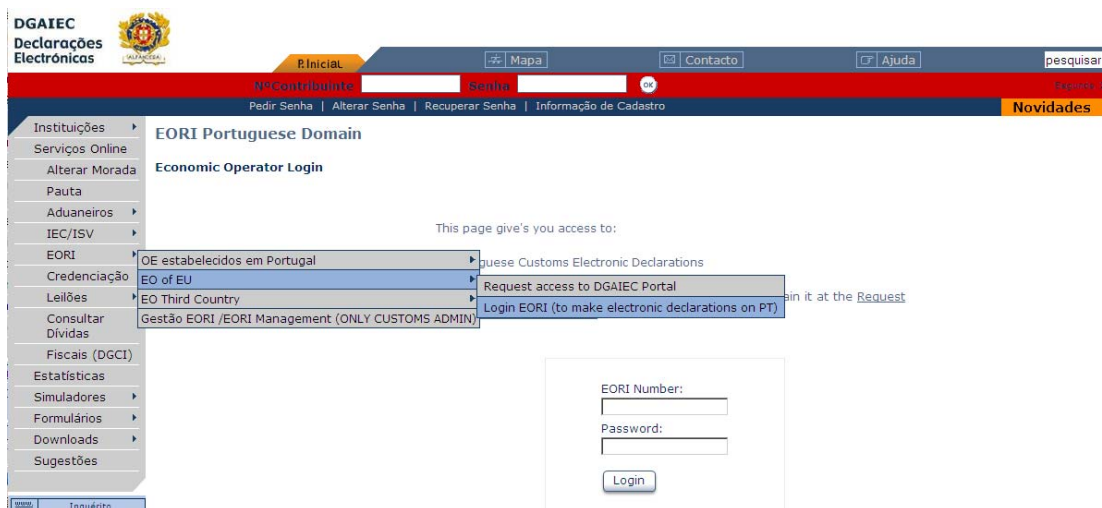 DGAIEC
Declarações
Electrónicas
P.Inicial
Mapa
Contacto
Ajuda
pesquisar
NºContribuinte
Senha
OK
Pedir Senha | Alterar Senha | Recuperar Senha | Informação de Cadastro
Novidades
Instituições
Serviços Online
Alterar Morada
Pauta
Aduaneiros
IEC/ISV
EORI
Credenciação
Leilões
Consultar
Dívidas
Fiscais (DGCI)
Estatísticas
Simuladores
Formulários
Downloads
Sugestões
Inquérito
EORI Portuguese Domain
Economic Operator Login
This page give's you access to:
guese Customs Electronic Declarations
OE estabelecidos em Portugal
EO of EU
EO Third Country
Gestão EORI /EORI Management (ONLY CUSTOMS ADMIN)
Request access to DGAIEC Portal
Login EORI (to make electronic declarations on PT)
ain it at the Request
EORI Number:
Password:
Login